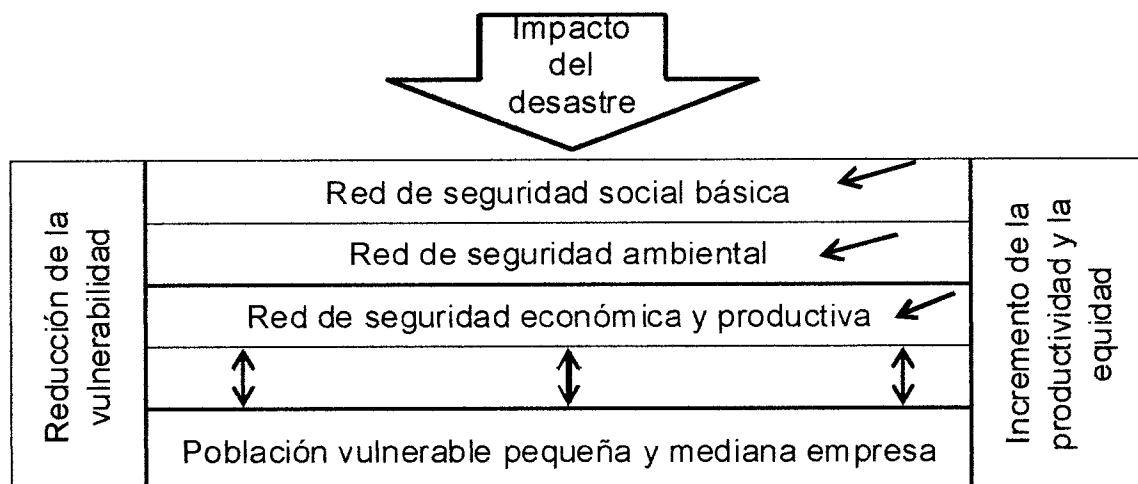 Impacto
del
desastre
Reducción de la
vulnerabilidad
Red de seguridad social básica
Red de seguridad ambiental
Red de seguridad económica y productiva
Población vulnerable pequeña y mediana empresa
Incremento de la
productividad y la
equidad